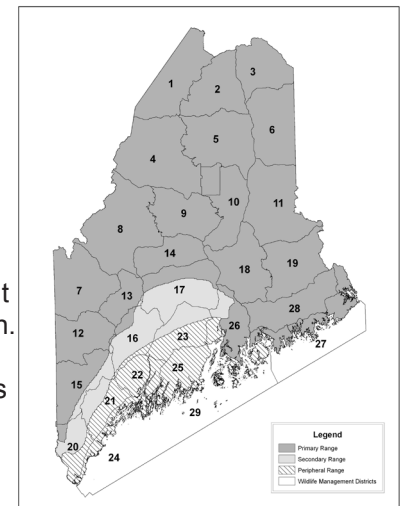 1 2 3
4 5 6
8 9 10 11
14 18 19
7 13 17
t
28
12 16 23 26 27
n.
15 22 25
s
21 29
20 24
Legend
Primary Range
Secondary Range
Peripheral Range
Wildlife Management Districts